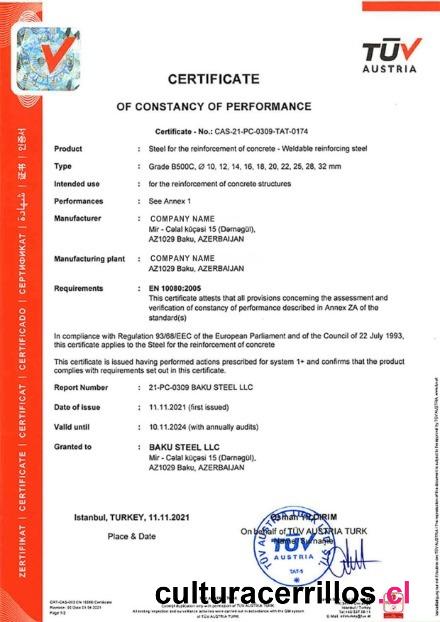 TÜV
AUSTRIA
CERTIFICATE
OF CONSTANCY OF PERFORMANCE
Certificate - No.: CAS-21-PC-0309-TAT-0174
Product : Steel for the reinforcement of concrete - Weldable reinforcing steel
Type : Grade B500C, Ø 10, 12, 14, 16, 18, 20, 22, 25, 28, 32 mm
Intended use : for the reinforcement of concrete structures
Performances : See Annex 1
Manufacturer : COMPANY NAME
Mir - Cəlal küçəsi 15 (Dərnəgül),
AZ1029 Baku, AZERBAIJAN
Manufacturing plant : COMPANY NAME
AZ1029 Baku, AZERBAIJAN
Requirements : EN 10080:2005
This certificate attests that all provisions concerning the assessment and
verification of constancy of performance described in Annex ZA of the
standard(s)
In compliance with Regulation 93/68/EEC of the European Parliament and of the Council of 22 July 1993,
this certificate applies to the Steel for the reinforcement of concrete
This certificate is issued having performed actions prescribed for system 1+ and confirms that the product
complies with requirements set out in this certificate.
Report Number : 21-PC-0309 BAKU STEEL LLC
Date of issue : 11.11.2021 (first issued)
Valid until : 10.11.2024 (with annually audits)
Granted to : BAKU STEEL LLC
Mir - Cəlal küçəsi 15 (Dərnəgül),
AZ1029 Baku, AZERBAIJAN
Istanbul, TURKEY, 11.11.2021
Place & Date
Osman YILDIRIM
On behalf of TÜV AUSTRIA TURK
Name, Surname
TÜV
AUSTRIA
TAT-5
culturacerrillos.cl
ZERTIFIKAT | CERTIFICATE | CERTIFICAT | CERTIFICADO | СЕРТИФИКАТ | شهادة | 证书 | 인증서